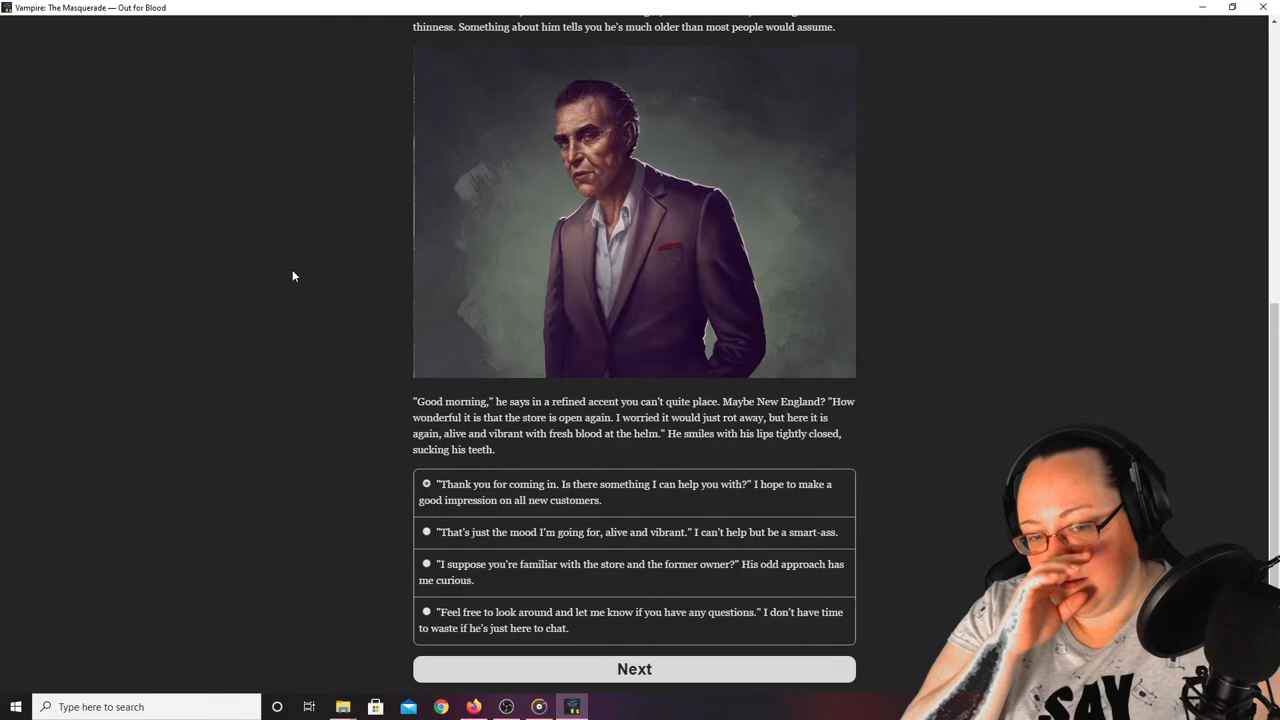 Vampire: The Masquerade — Out for Blood
thinness. Something about him tells you he's much older than most people would assume.
"Good morning," he says in a refined accent you can't quite place. Maybe New England? "How
wonderful it is that the store is open again. I worried it would just rot away, but here it is
again, alive and vibrant with fresh blood at the helm." He smiles with his lips tightly closed,
sucking his teeth.
"Thank you for coming in. Is there something I can help you with?" I hope to make a
good impression on all new customers.
"That's just the mood I'm going for, alive and vibrant." I can't help but be a smart-ass.
"I suppose you're familiar with the store and the former owner?" His odd approach has
me curious.
"Feel free to look around and let me know if you have any questions." I don't have time
to waste if he's just here to chat.
Next
SAY
Type here to search